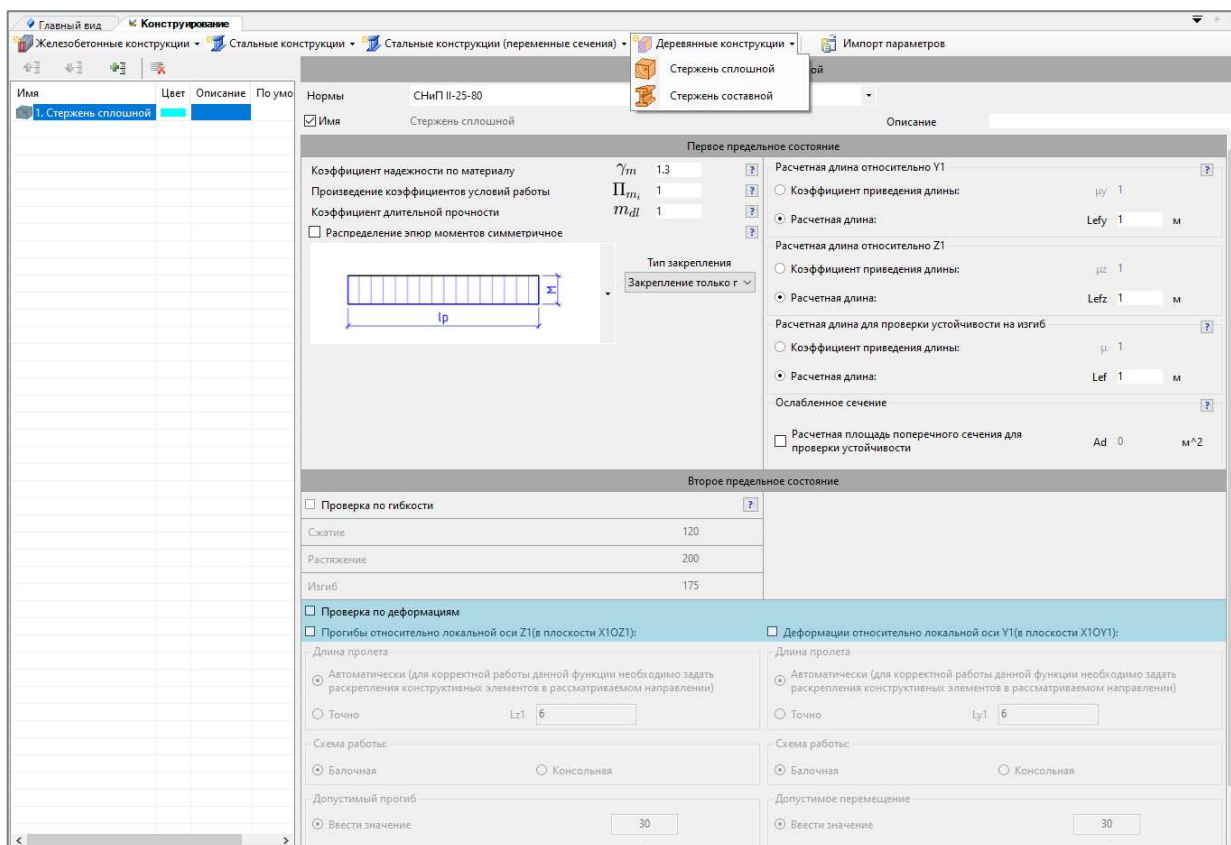 Главный вид Конструирование
Железобетонные конструкции Стальные конструкции Стальные конструкции (переменные сечения) Деревянные конструкции Импорт параметров
Стержень сплошной
Стержень составной
ой
Имя Цвет Описание По умо
1. Стержень сплошной
Нормы СНиП II-25-80
Имя Стержень сплошной Описание
Первое предельное состояние
Коэффициент надежности по материалу γm 1.3 ?
Произведение коэффициентов условий работы Πmi 1 ?
Коэффициент длительной прочности mdl 1 ?
Распределение эпюр моментов симметричное ?
Тип закрепления
Закрепление только г
M
lp
Расчетная длина относительно Y1 ?
Коэффициент приведения длины: μy 1
Расчетная длина: Lefy 1 м
Расчетная длина относительно Z1
Коэффициент приведения длины: μz 1
Расчетная длина: Lefz 1 м
Расчетная длина для проверки устойчивости на изгиб ?
Коэффициент приведения длины: μ 1
Расчетная длина: Lef 1 м
Ослабленное сечение ?
Расчетная площадь поперечного сечения для
проверки устойчивости Ad 0 м^2
Второе предельное состояние
Проверка по гибкости ?
Сжатие 120
Растяжение 200
Изгиб 175
Проверка по деформациям
Прогибы относительно локальной оси Z1(в плоскости X1OZ1):
Длина пролета
Автоматически (для корректной работы данной функции необходимо задать
раскрепления конструктивных элементов в рассматриваемом направлении)
Точно Lz1 6
Схема работы:
Балочная Консольная
Допустимый прогиб
Ввести значение 30
Деформации относительно локальной оси Y1(в плоскости X1OY1):
Длина пролета
Автоматически (для корректной работы данной функции необходимо задать
раскрепления конструктивных элементов в рассматриваемом направлении)
Точно Ly1 6
Схема работы:
Балочная Консольная
Допустимое перемещение
Ввести значение 30